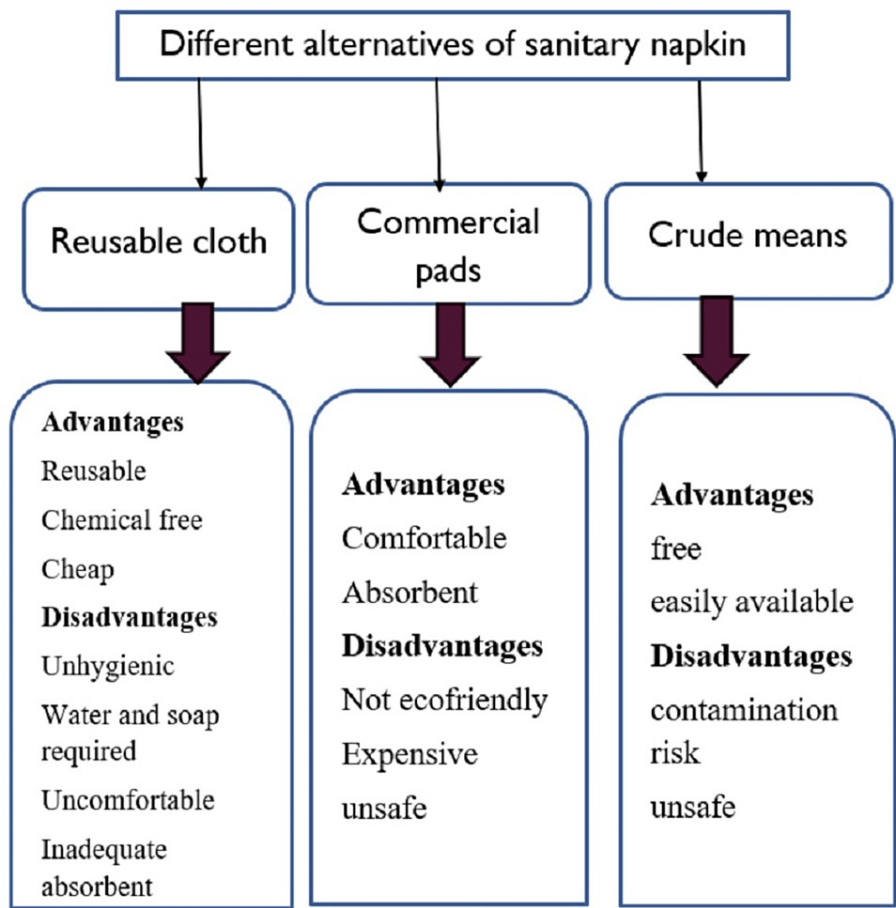 Different alternatives of sanitary napkin
Reusable cloth
Commercial
pads
Crude means
Advantages
Reusable
Chemical free
Cheap
Disadvantages
Unhygienic
Water and soap
required
Uncomfortable
Inadequate
absorbent
Advantages
Comfortable
Absorbent
Disadvantages
Not ecofriendly
Expensive
unsafe
Advantages
free
easily available
Disadvantages
contamination
risk
unsafe